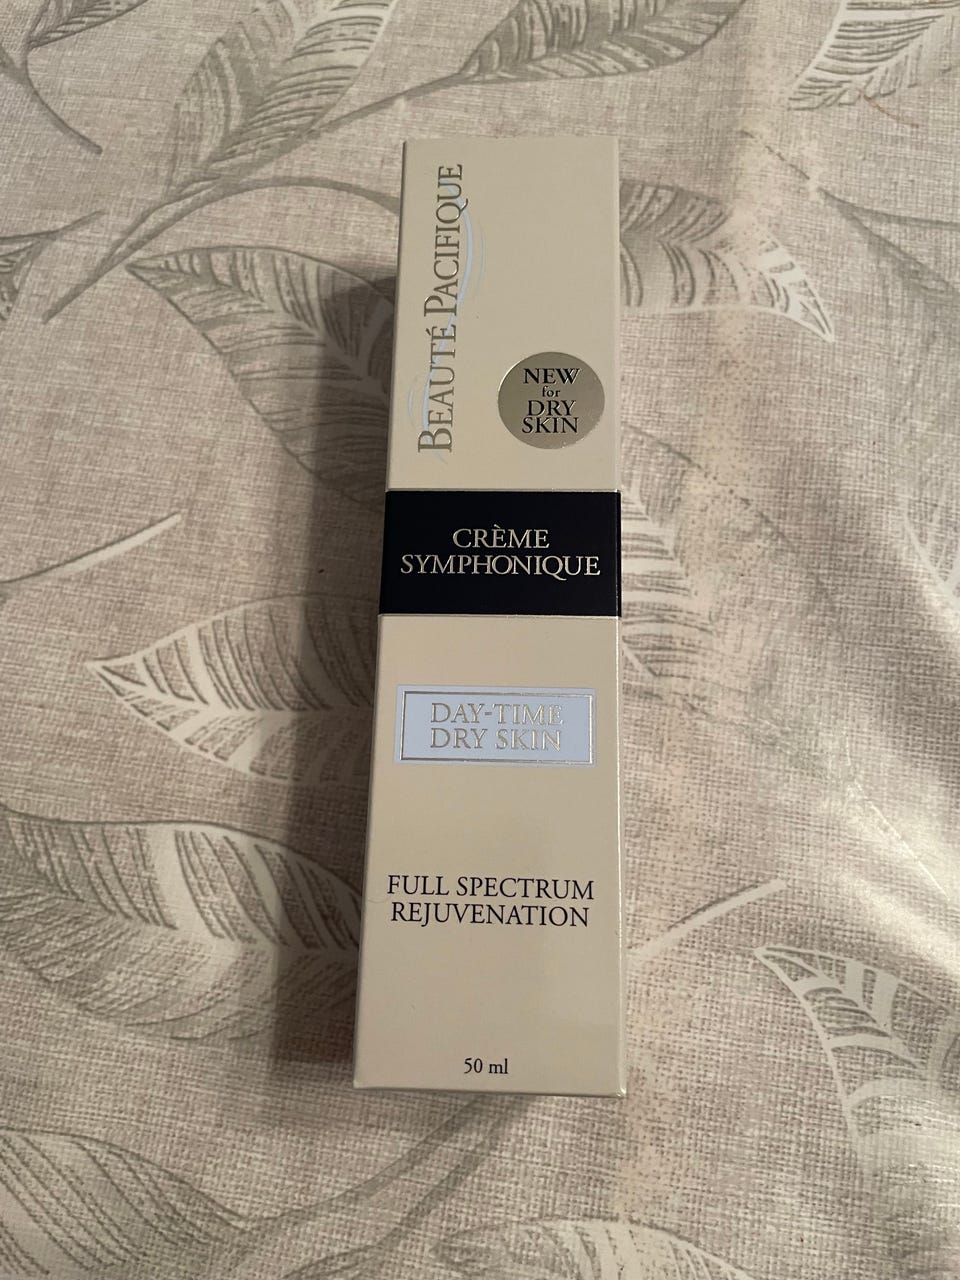 BEAUTÉ PACIFIQUE
NEW
for
DRY
SKIN
CRÈME
SYMPHONIQUE
DAY-TIME
DRY SKIN
FULL SPECTRUM
REJUVENATION
50 ml